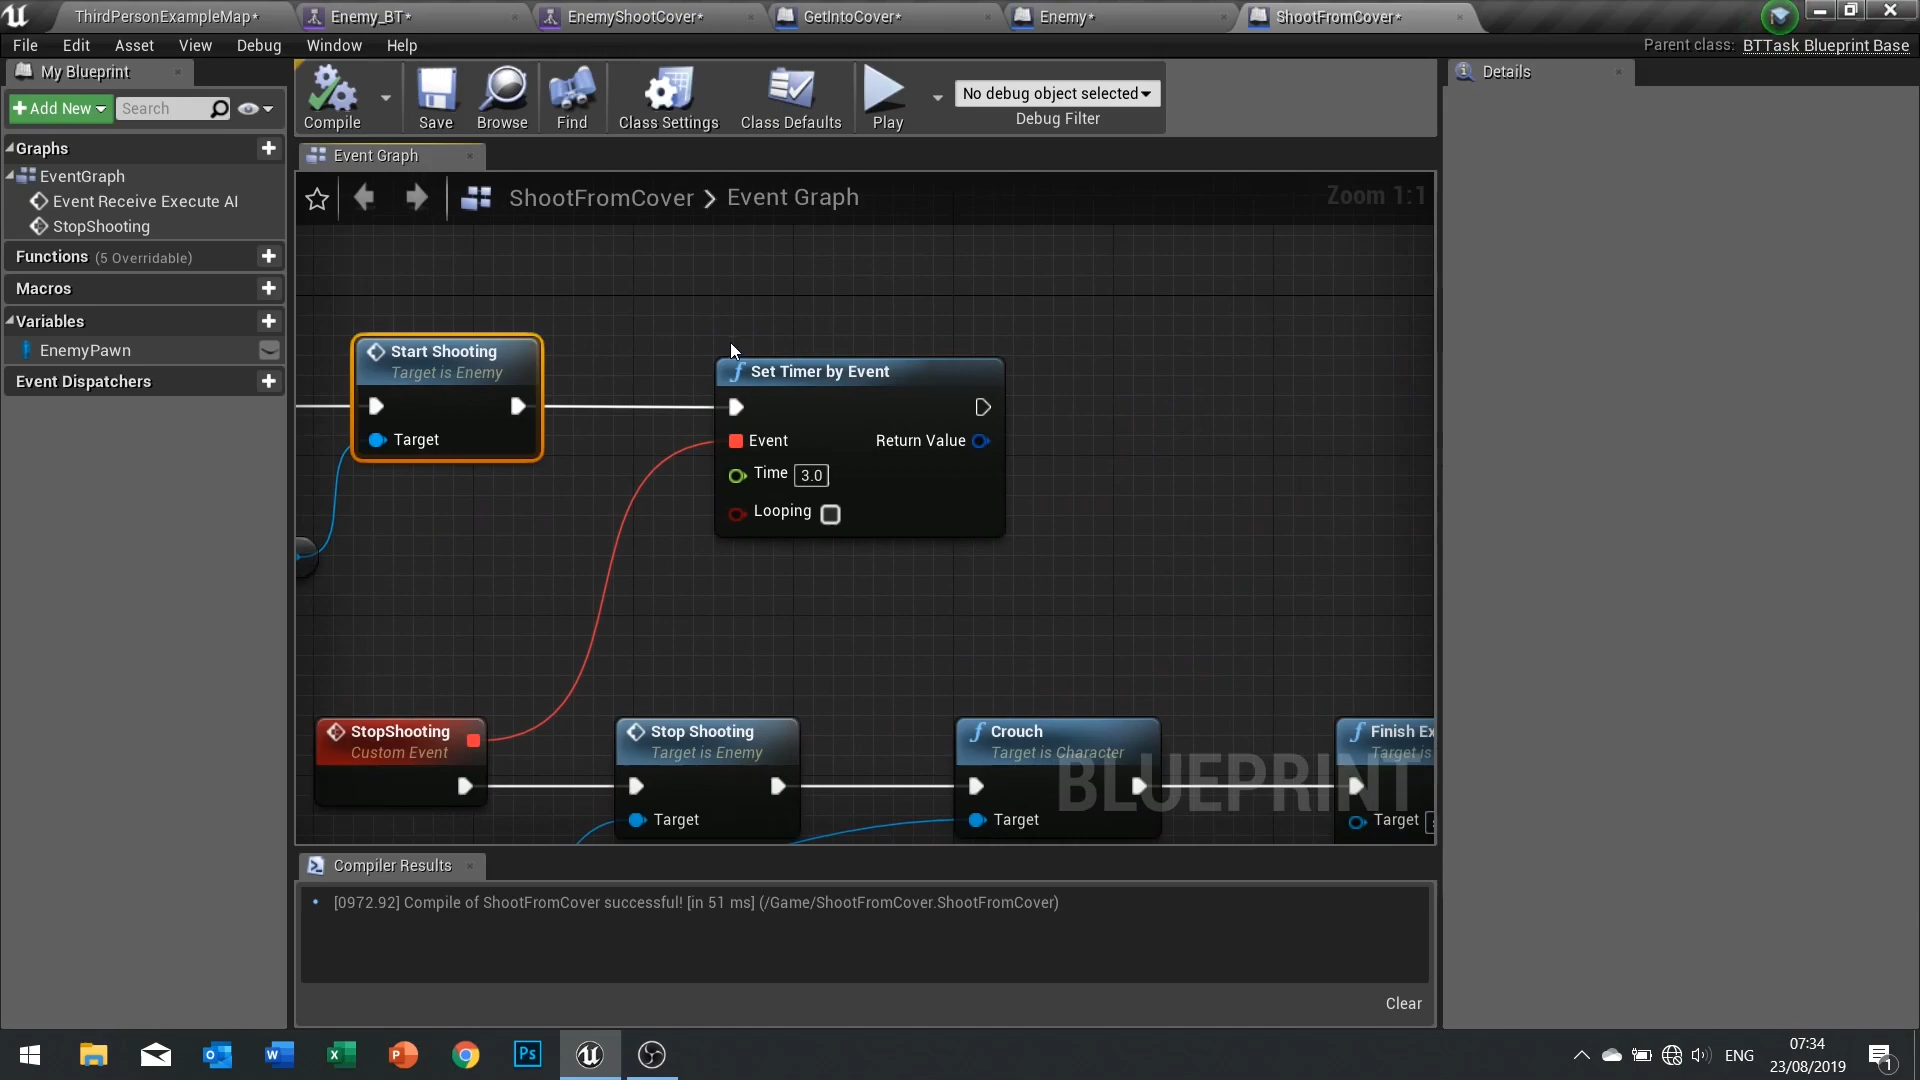 ThirdPersonExampleMap*
Enemy_BT*
EnemyShootCover*
GetIntoCover*
Enemy*
ShootFromCover*
File Edit Asset View Debug Window Help
Parent class: BTTask Blueprint Base
My Blueprint
Details
Add New
Search
Compile
Save
Browse
Find
Class Settings
Class Defaults
Play
No debug object selected
Debug Filter
Graphs
EventGraph
Event Receive Execute AI
StopShooting
Functions (5 Overridable)
Macros
Variables
EnemyPawn
Event Dispatchers
Event Graph
ShootFromCover > Event Graph
Zoom 1:1
Start Shooting
Target is Enemy
Target
Set Timer by Event
Event
Return Value
Time 3.0
Looping
StopShooting
Custom Event
Stop Shooting
Target is Enemy
Target
Crouch
Target is Character
Target
Finish Ex
Target is
Target
BLUEPRINT
Compiler Results
[0972.92] Compile of ShootFromCover successful! [in 51 ms] (/Game/ShootFromCover.ShootFromCover)
Clear
ENG
07:34
23/08/2019
1